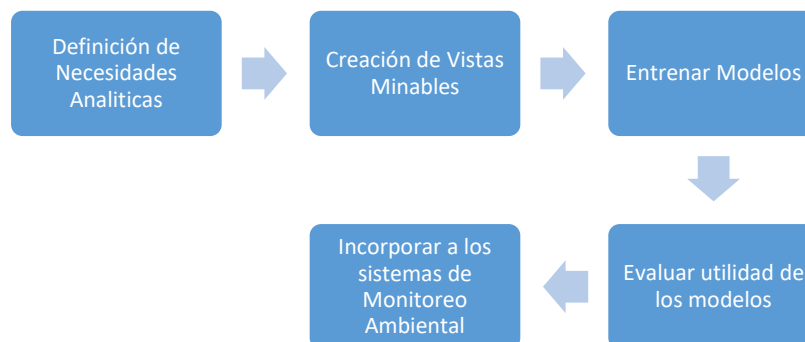 Definición de
Necesidades
Analiticas
Creación de Vistas
Minables
Entrenar Modelos
Evaluar utilidad de
los modelos
Incorporar a los
sistemas de
Monitoreo
Ambiental